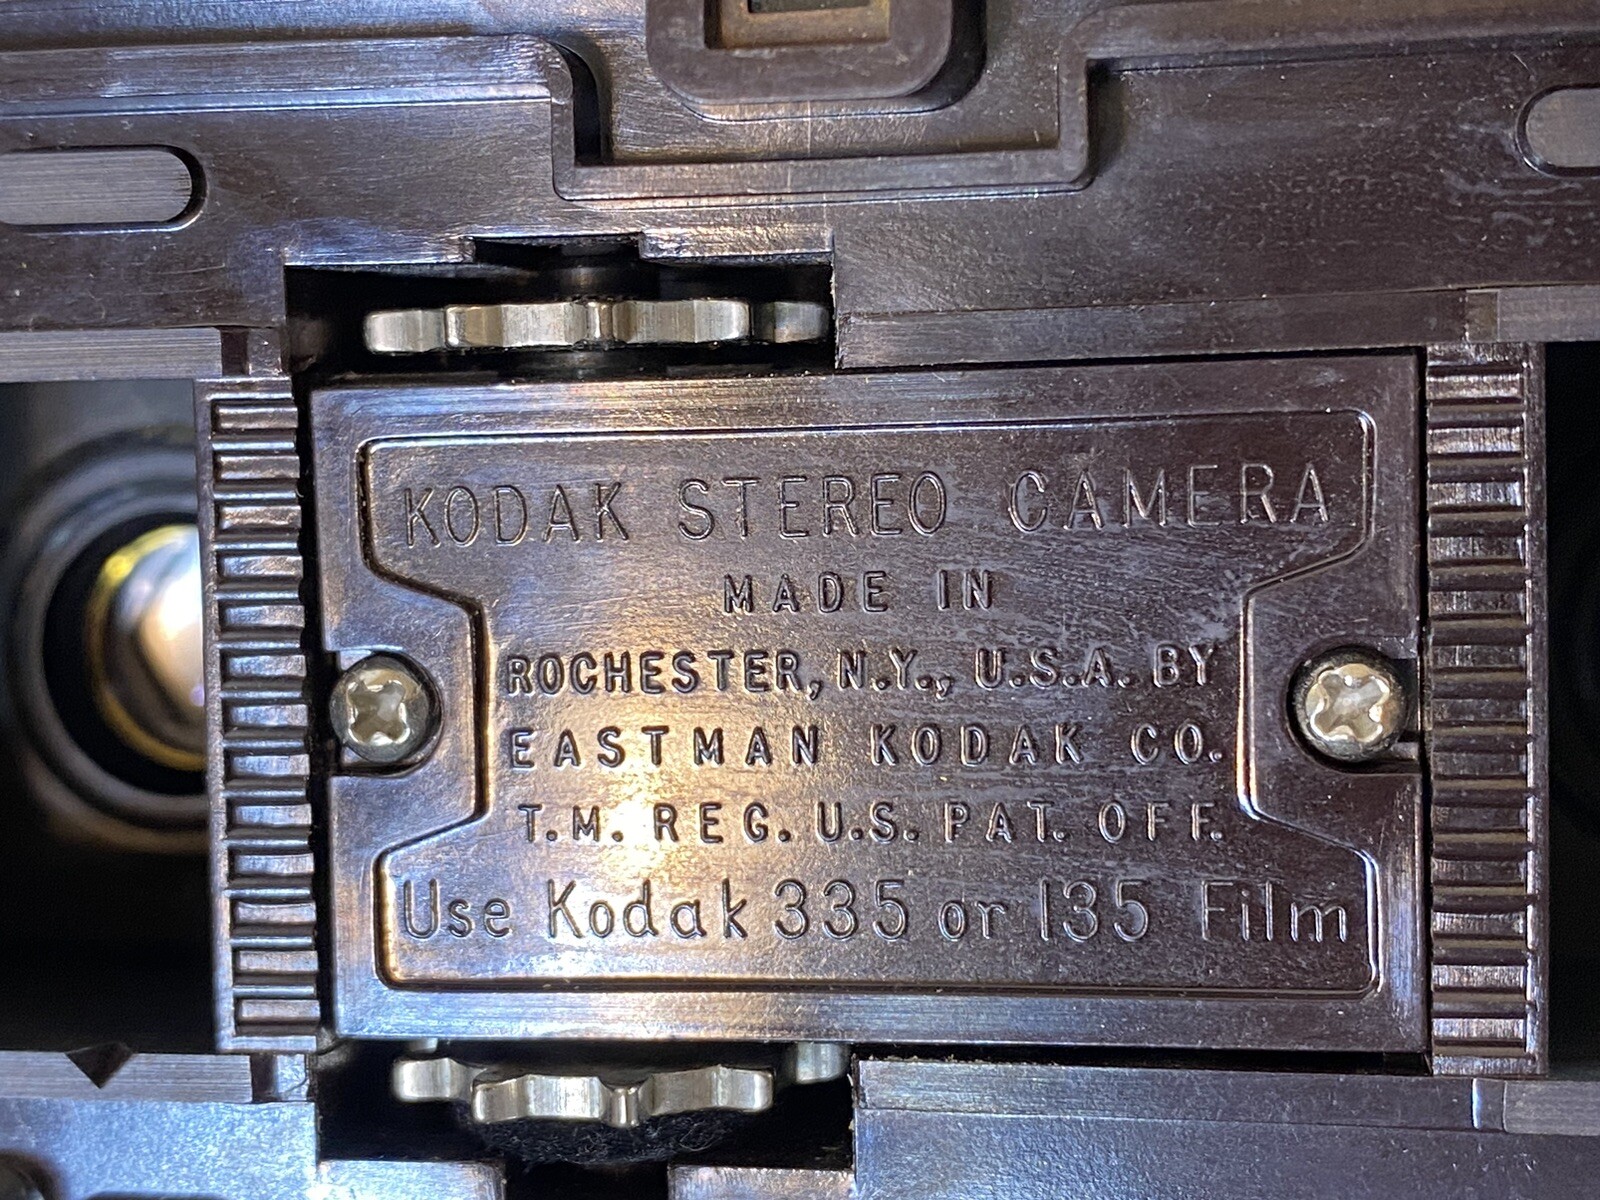 KODAK STEREO CAMERA
MADE IN
ROCHESTER, N.Y., U.S.A. BY
EASTMAN KODAK CO.
T.M. REG. U.S. PAT. OFF.
Use Kodak 335 or 135 Film